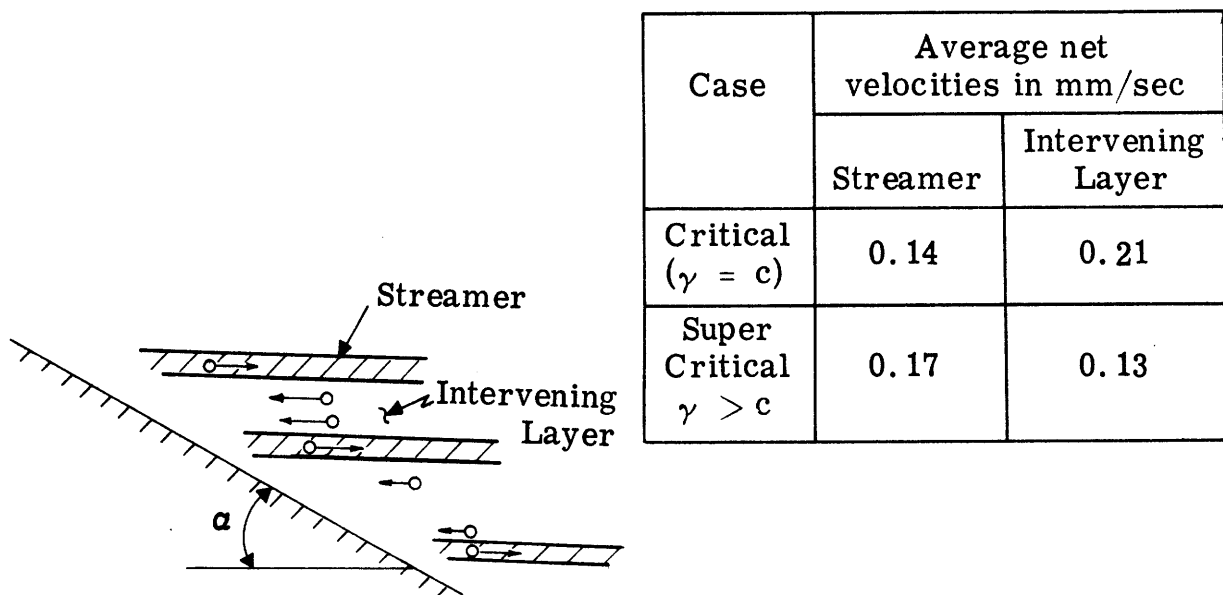 Streamer
Intervening
Layer
α
Case
Average net
velocities in mm/sec
Streamer
Intervening
Layer
Critical
(γ = c)
0.14
0.21
Super
Critical
γ > c
0.17
0.13